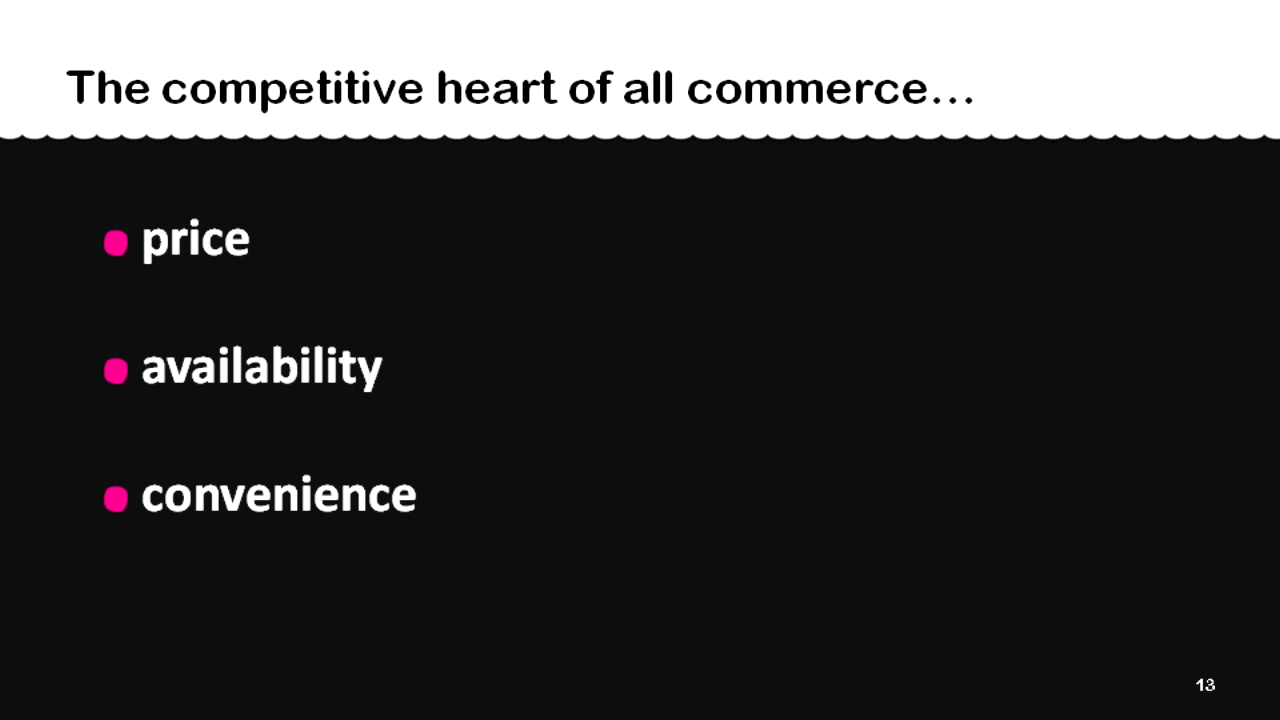 The competitive heart of all commerce…
price
availability
convenience
13